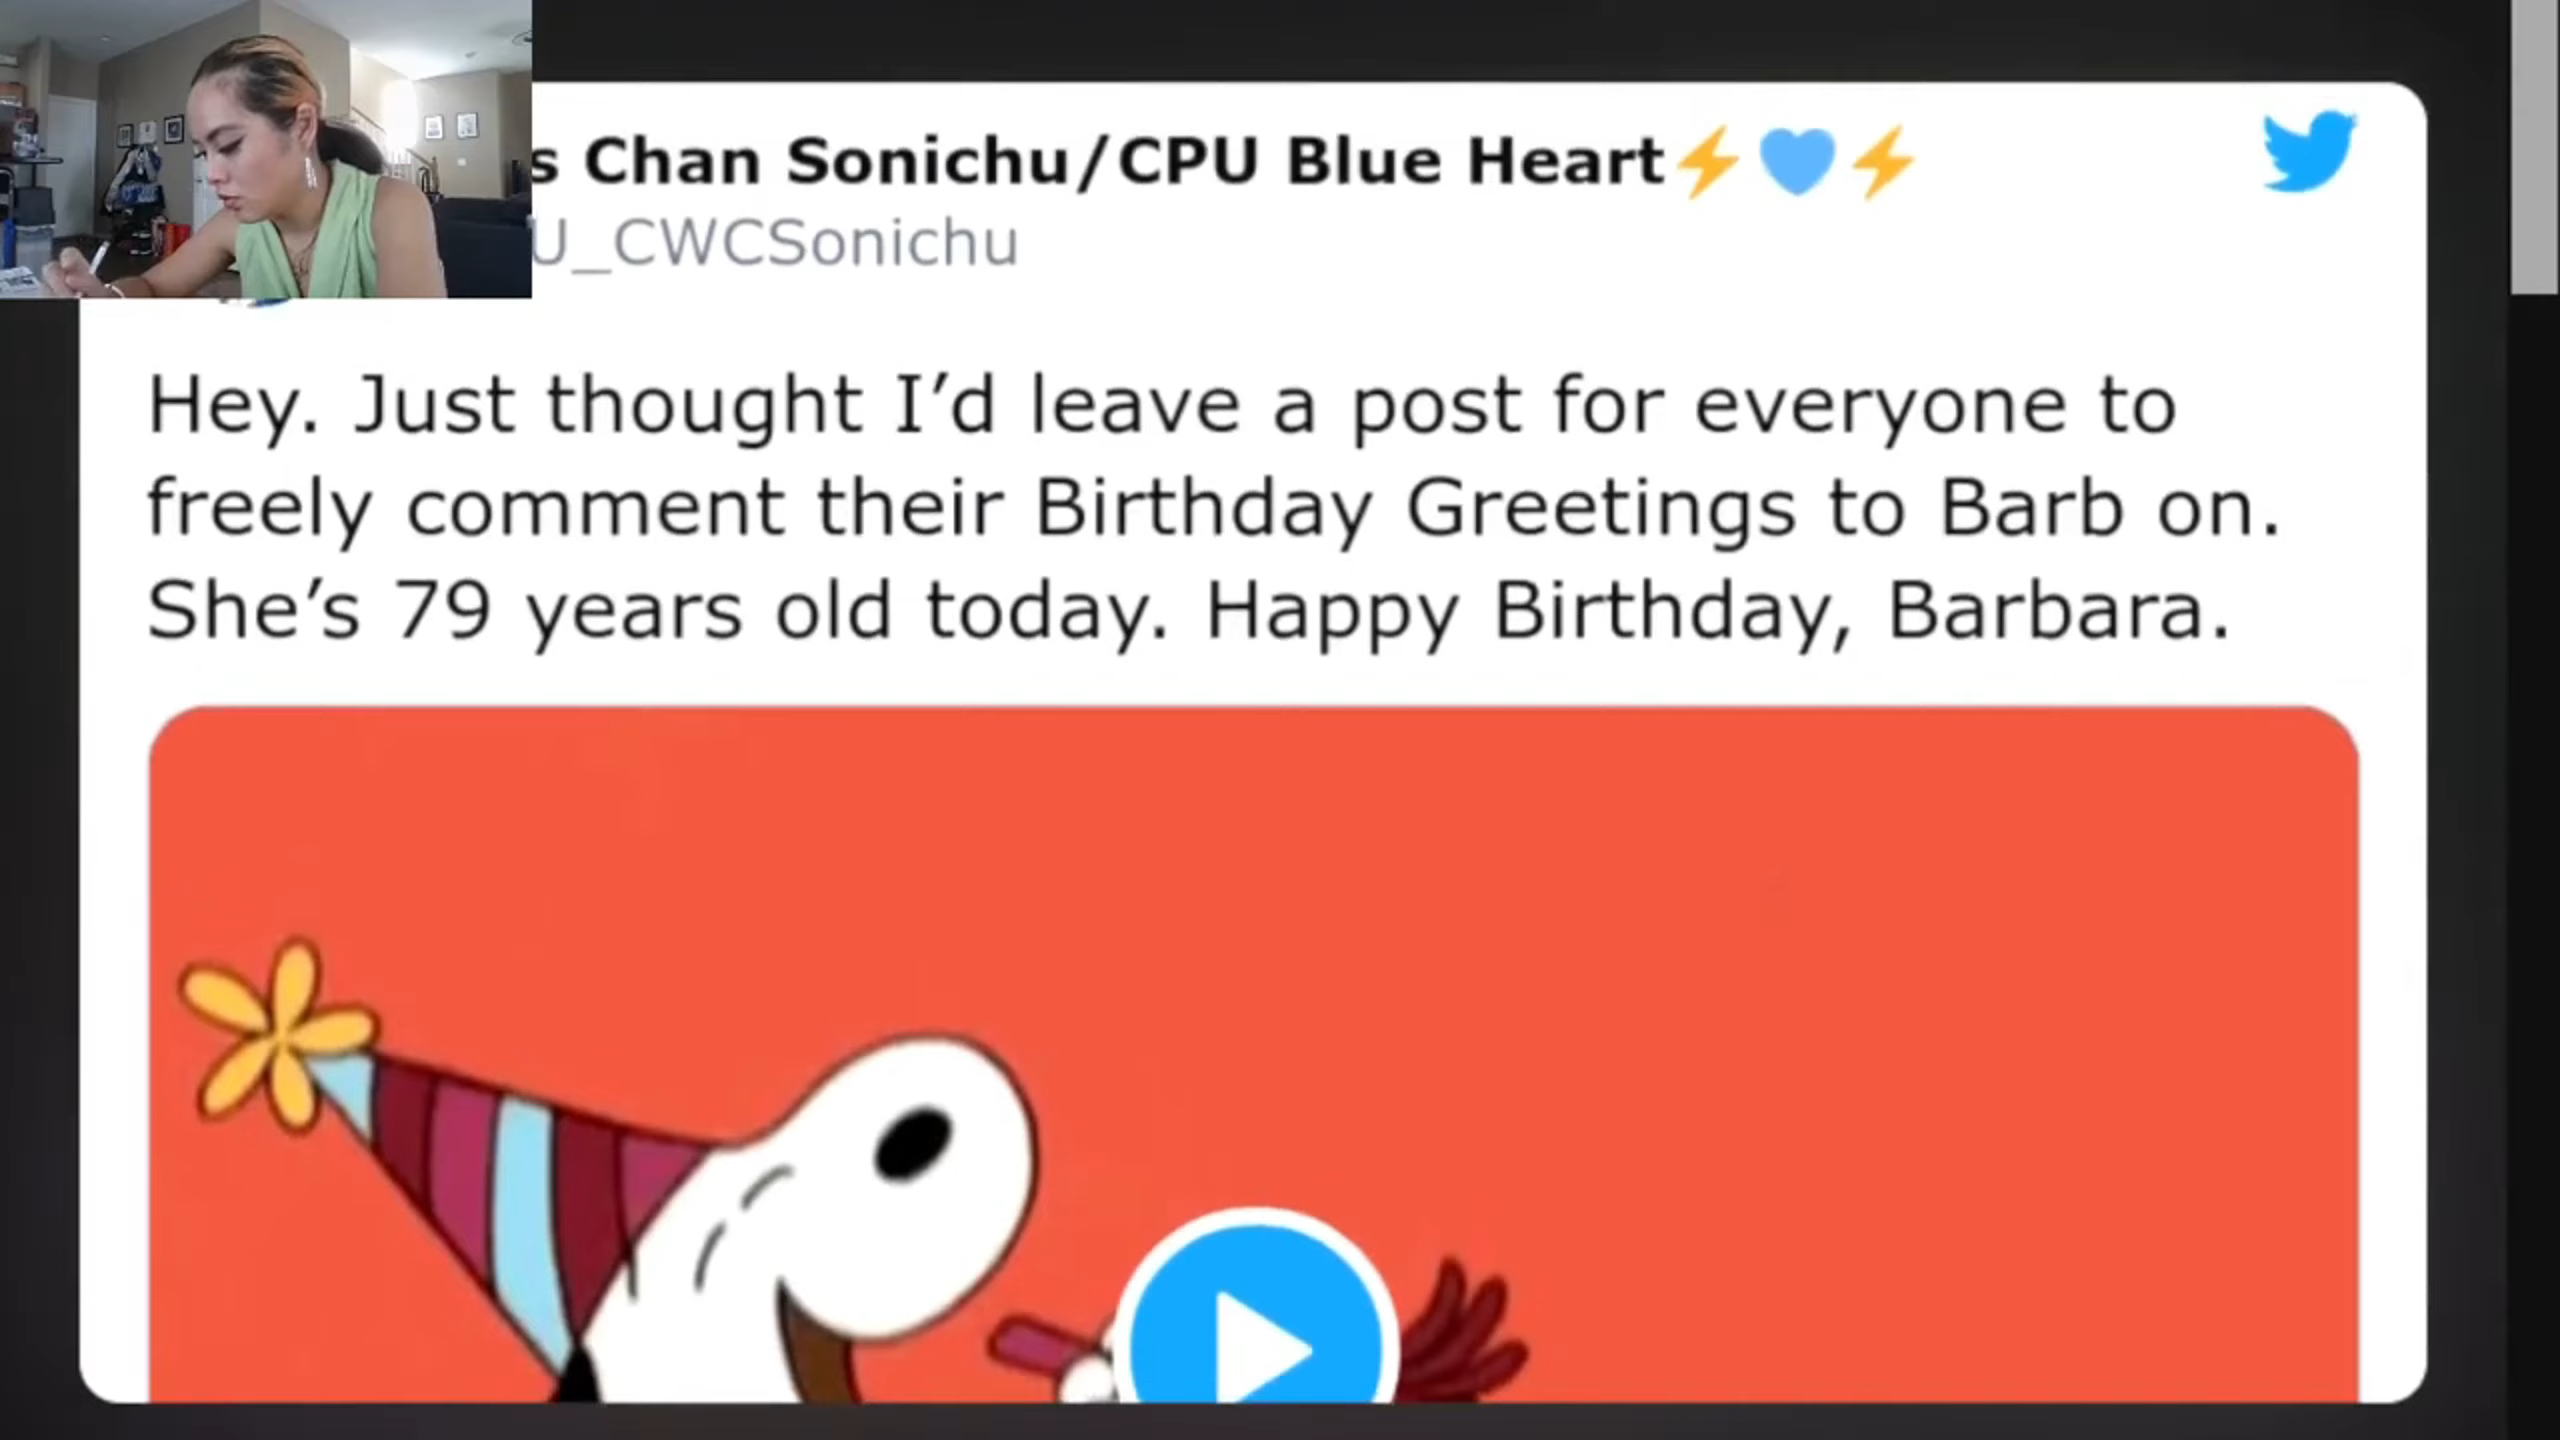 s Chan Sonichu/CPU Blue Heart⚡💙⚡
U_CWCSonichu
Hey. Just thought I’d leave a post for everyone to
freely comment their Birthday Greetings to Barb on.
She’s 79 years old today. Happy Birthday, Barbara.